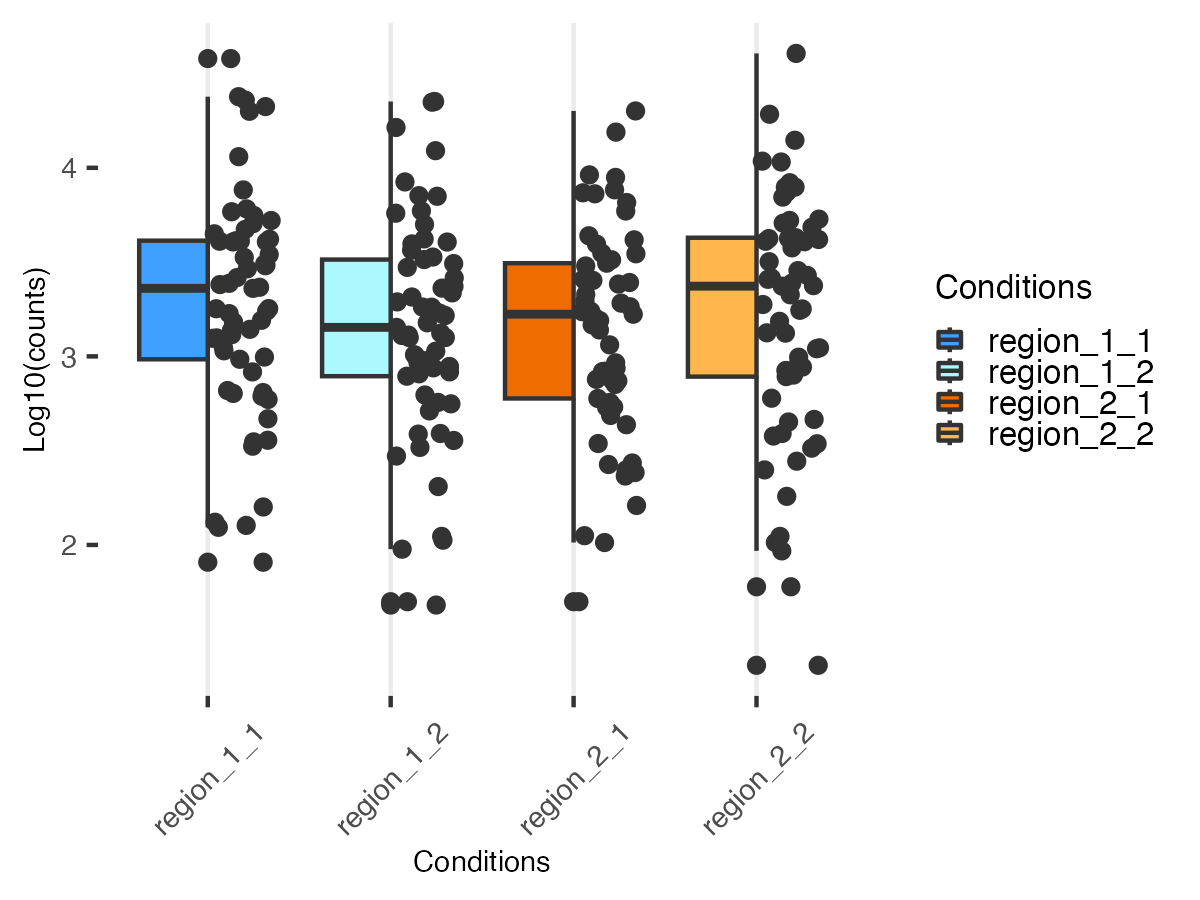 Log10(counts)
4
3
2
region_1_1
region_1_2
region_2_1
region_2_2
Conditions
Conditions
region_1_1
region_1_2
region_2_1
region_2_2